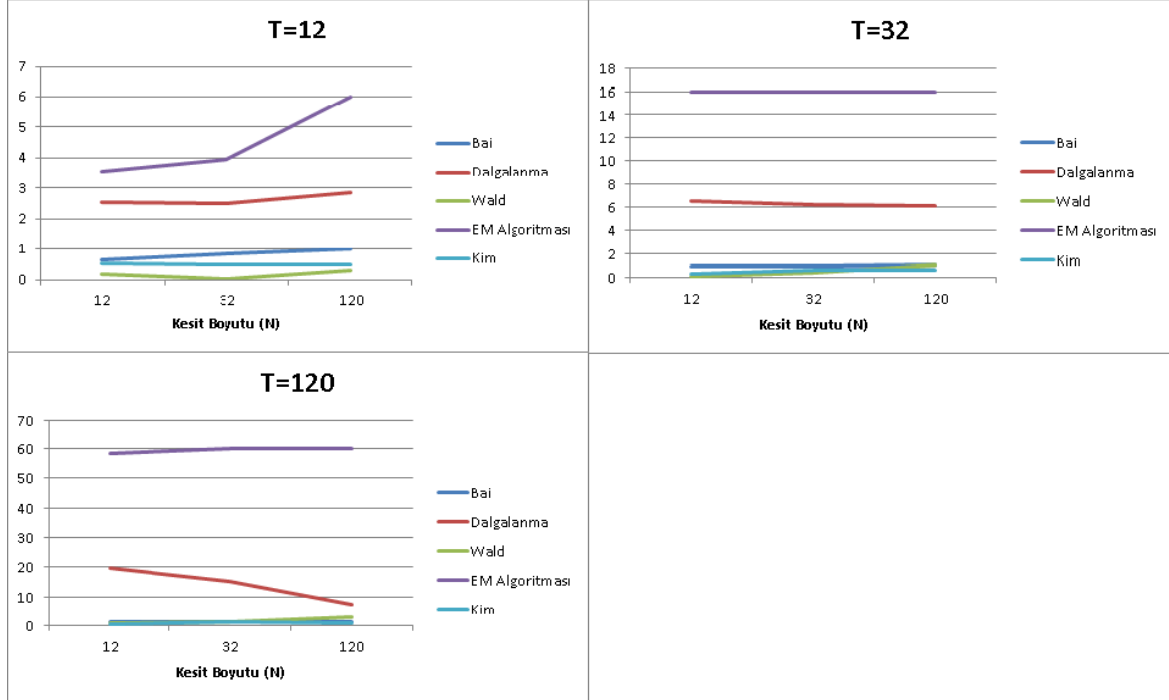 T=12
7
6
5
4
3
2
1
0
12
32
120
Kesit Boyutu (N)
Bai
Dalgalanma
Wald
EM Algoritması
Kim
T=32
18
16
14
12
10
8
6
4
2
0
12
32
120
Kesit Boyutu (N)
Bai
Dalgalanma
Wald
EM Algoritması
Kim
T=120
70
60
50
40
30
20
10
0
12
32
120
Kesit Boyutu (N)
Bai
Dalgalanma
Wald
EM Algoritması
Kim